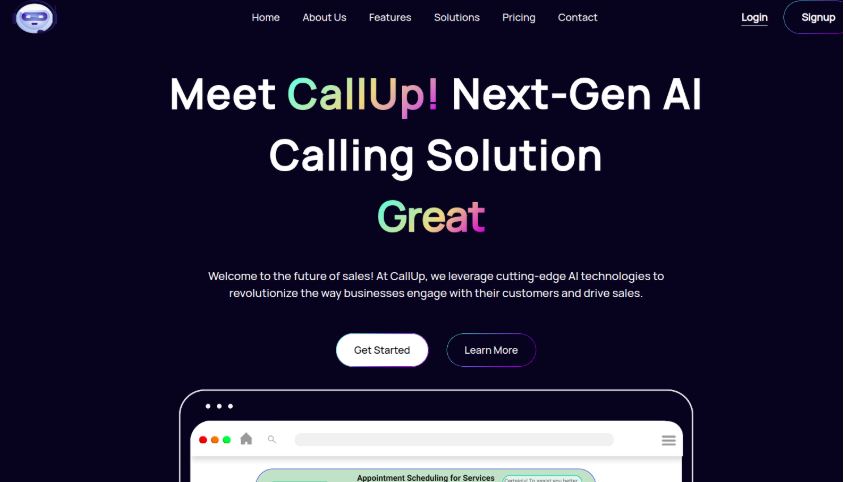 Home About Us Features Solutions Pricing Contact Login Signup
Meet CallUp! Next-Gen AI
Calling Solution
Great
Welcome to the future of sales! At CallUp, we leverage cutting-edge AI technologies to
revolutionize the way businesses engage with their customers and drive sales.
Get Started Learn More
Appointment Scheduling for Services